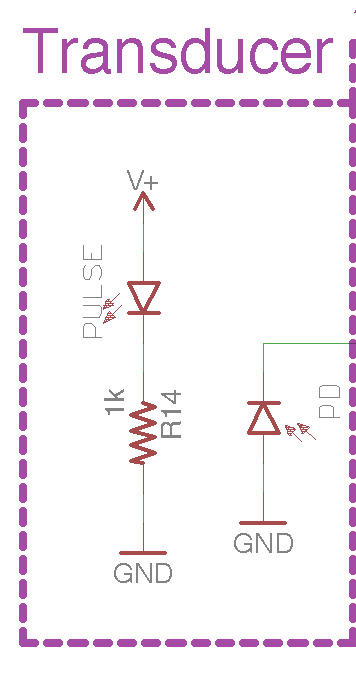 Transducer
V+
PULSE
1k
R14
PD
GND
GND